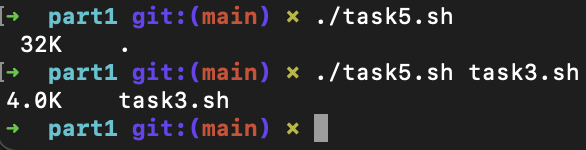 ➜ part1 git:(main) × ./task5.sh
32K .
➜ part1 git:(main) × ./task5.sh task3.sh
4.0K task3.sh
➜ part1 git:(main) ×